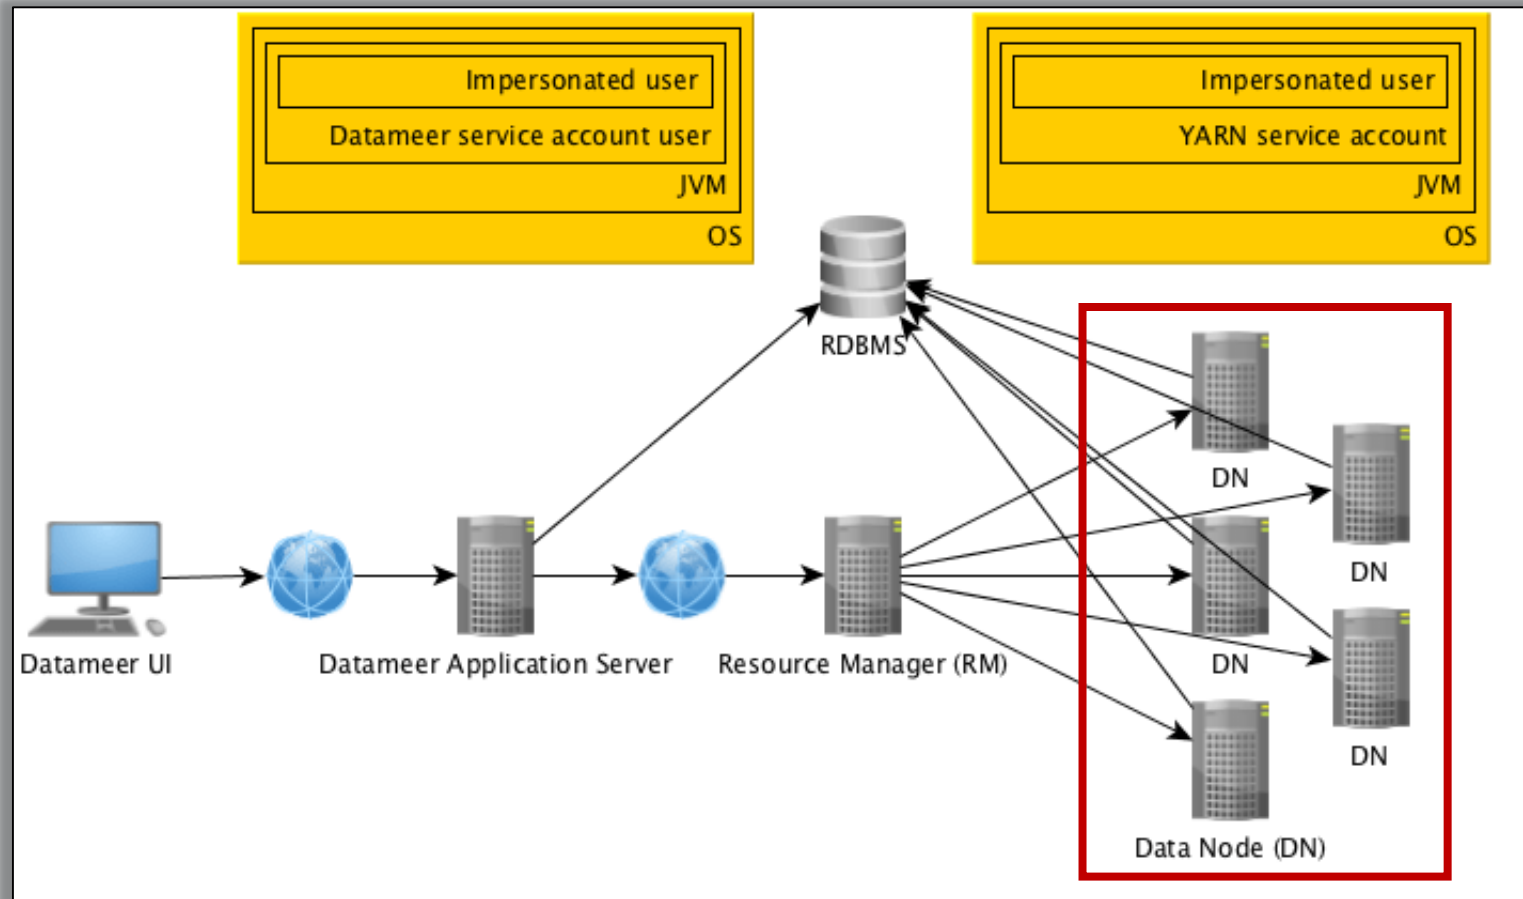 Impersonated user
Datameer service account user
JVM
OS
Impersonated user
YARN service account
JVM
OS
RDBMS
DN
DN
DN
DN
Datameer UI
Datameer Application Server
Resource Manager (RM)
Data Node (DN)